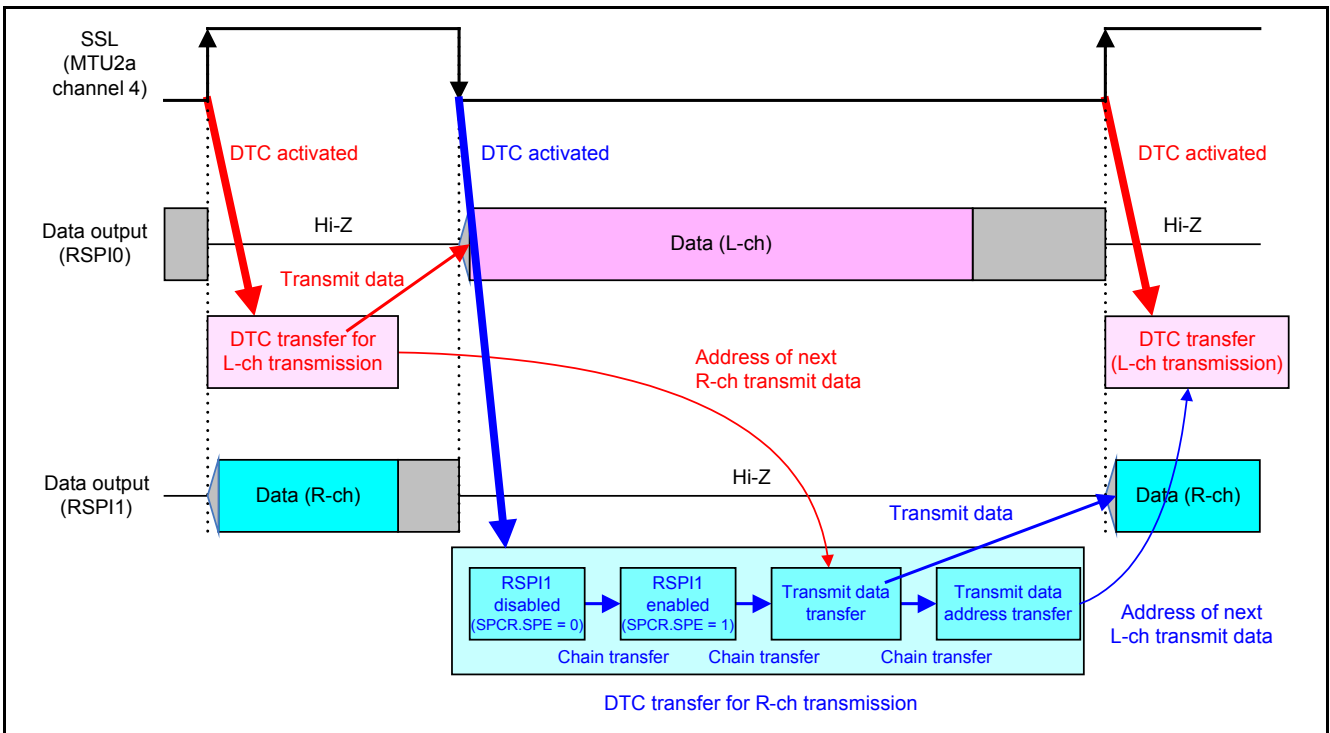 SSL
(MTU2a
channel 4)
DTC activated
DTC activated
DTC activated
Data output
(RSPI0)
Hi-Z
Data (L-ch)
Hi-Z
Transmit data
DTC transfer for
L-ch transmission
Address of next
R-ch transmit data
DTC transfer
(L-ch transmission)
Data output
(RSPI1)
Data (R-ch)
Hi-Z
Data (R-ch)
Transmit data
RSPI1
disabled
(SPCR.SPE = 0)
RSPI1
enabled
(SPCR.SPE = 1)
Transmit data
transfer
Transmit data
address transfer
Chain transfer
Chain transfer
Chain transfer
Address of next
L-ch transmit data
DTC transfer for R-ch transmission